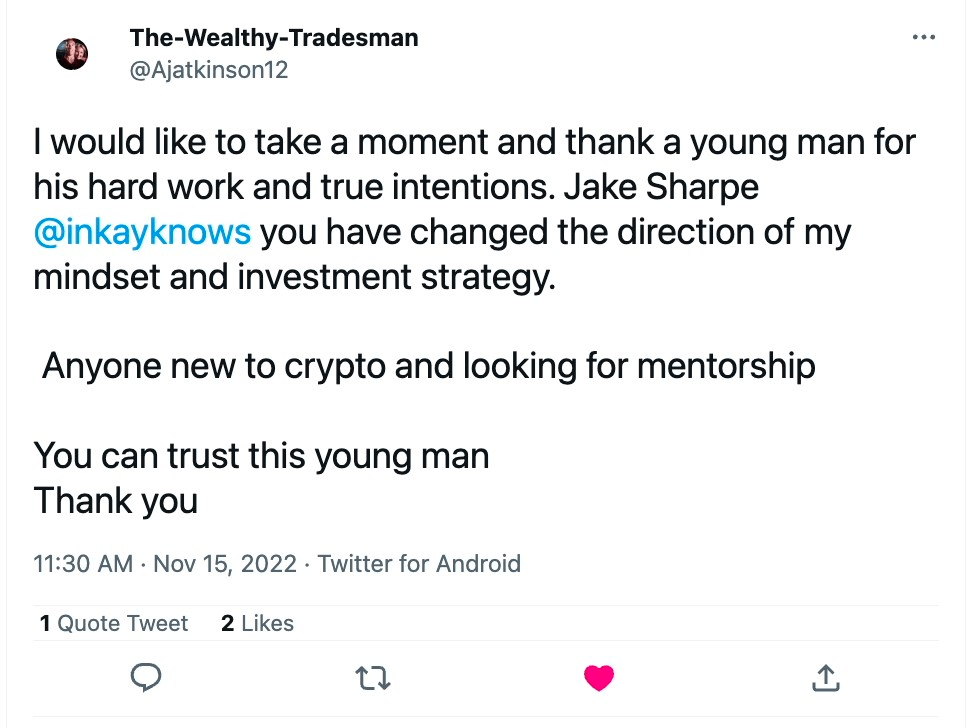 The-Wealthy-Tradesman
@Ajatkinson12
I would like to take a moment and thank a young man for
his hard work and true intentions. Jake Sharpe
@inkayknows you have changed the direction of my
mindset and investment strategy.
Anyone new to crypto and looking for mentorship
You can trust this young man
Thank you
11:30 AM · Nov 15, 2022 · Twitter for Android
1 Quote Tweet 2 Likes